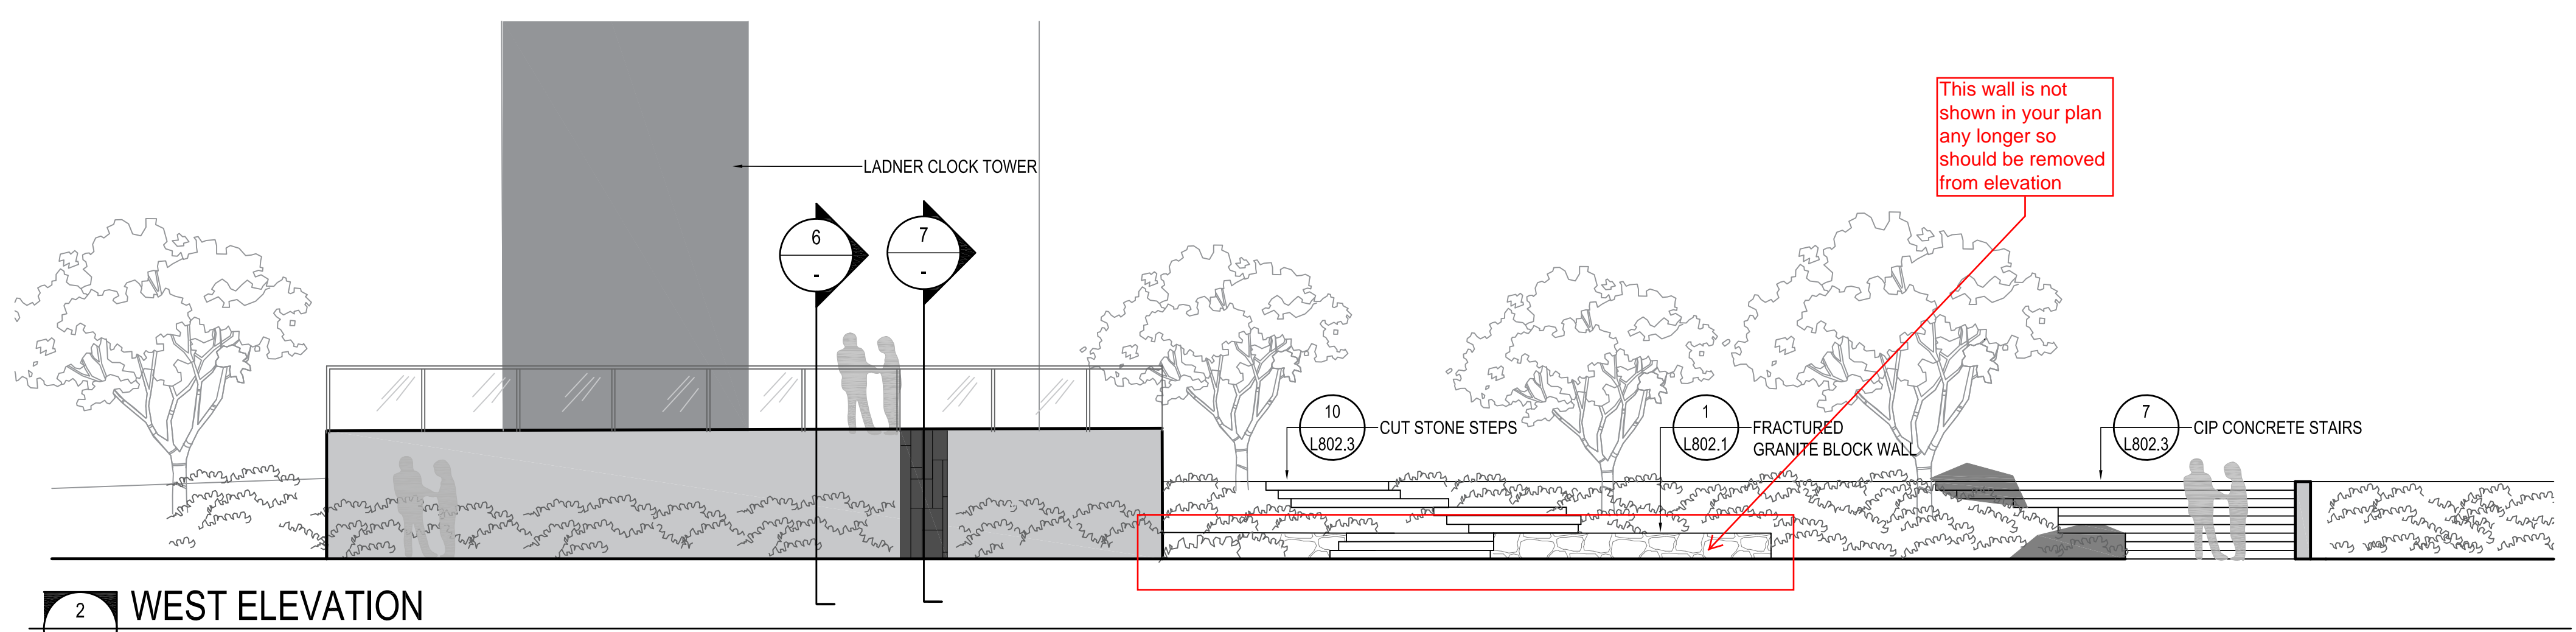 This wall is not
shown in your plan
any longer so
should be removed
from elevation
LADNER CLOCK TOWER
6
-
7
-
10
L802.3
CUT STONE STEPS
1
L802.1
FRACTURED
GRANITE BLOCK WALL
7
L802.3
CIP CONCRETE STAIRS
2
WEST ELEVATION